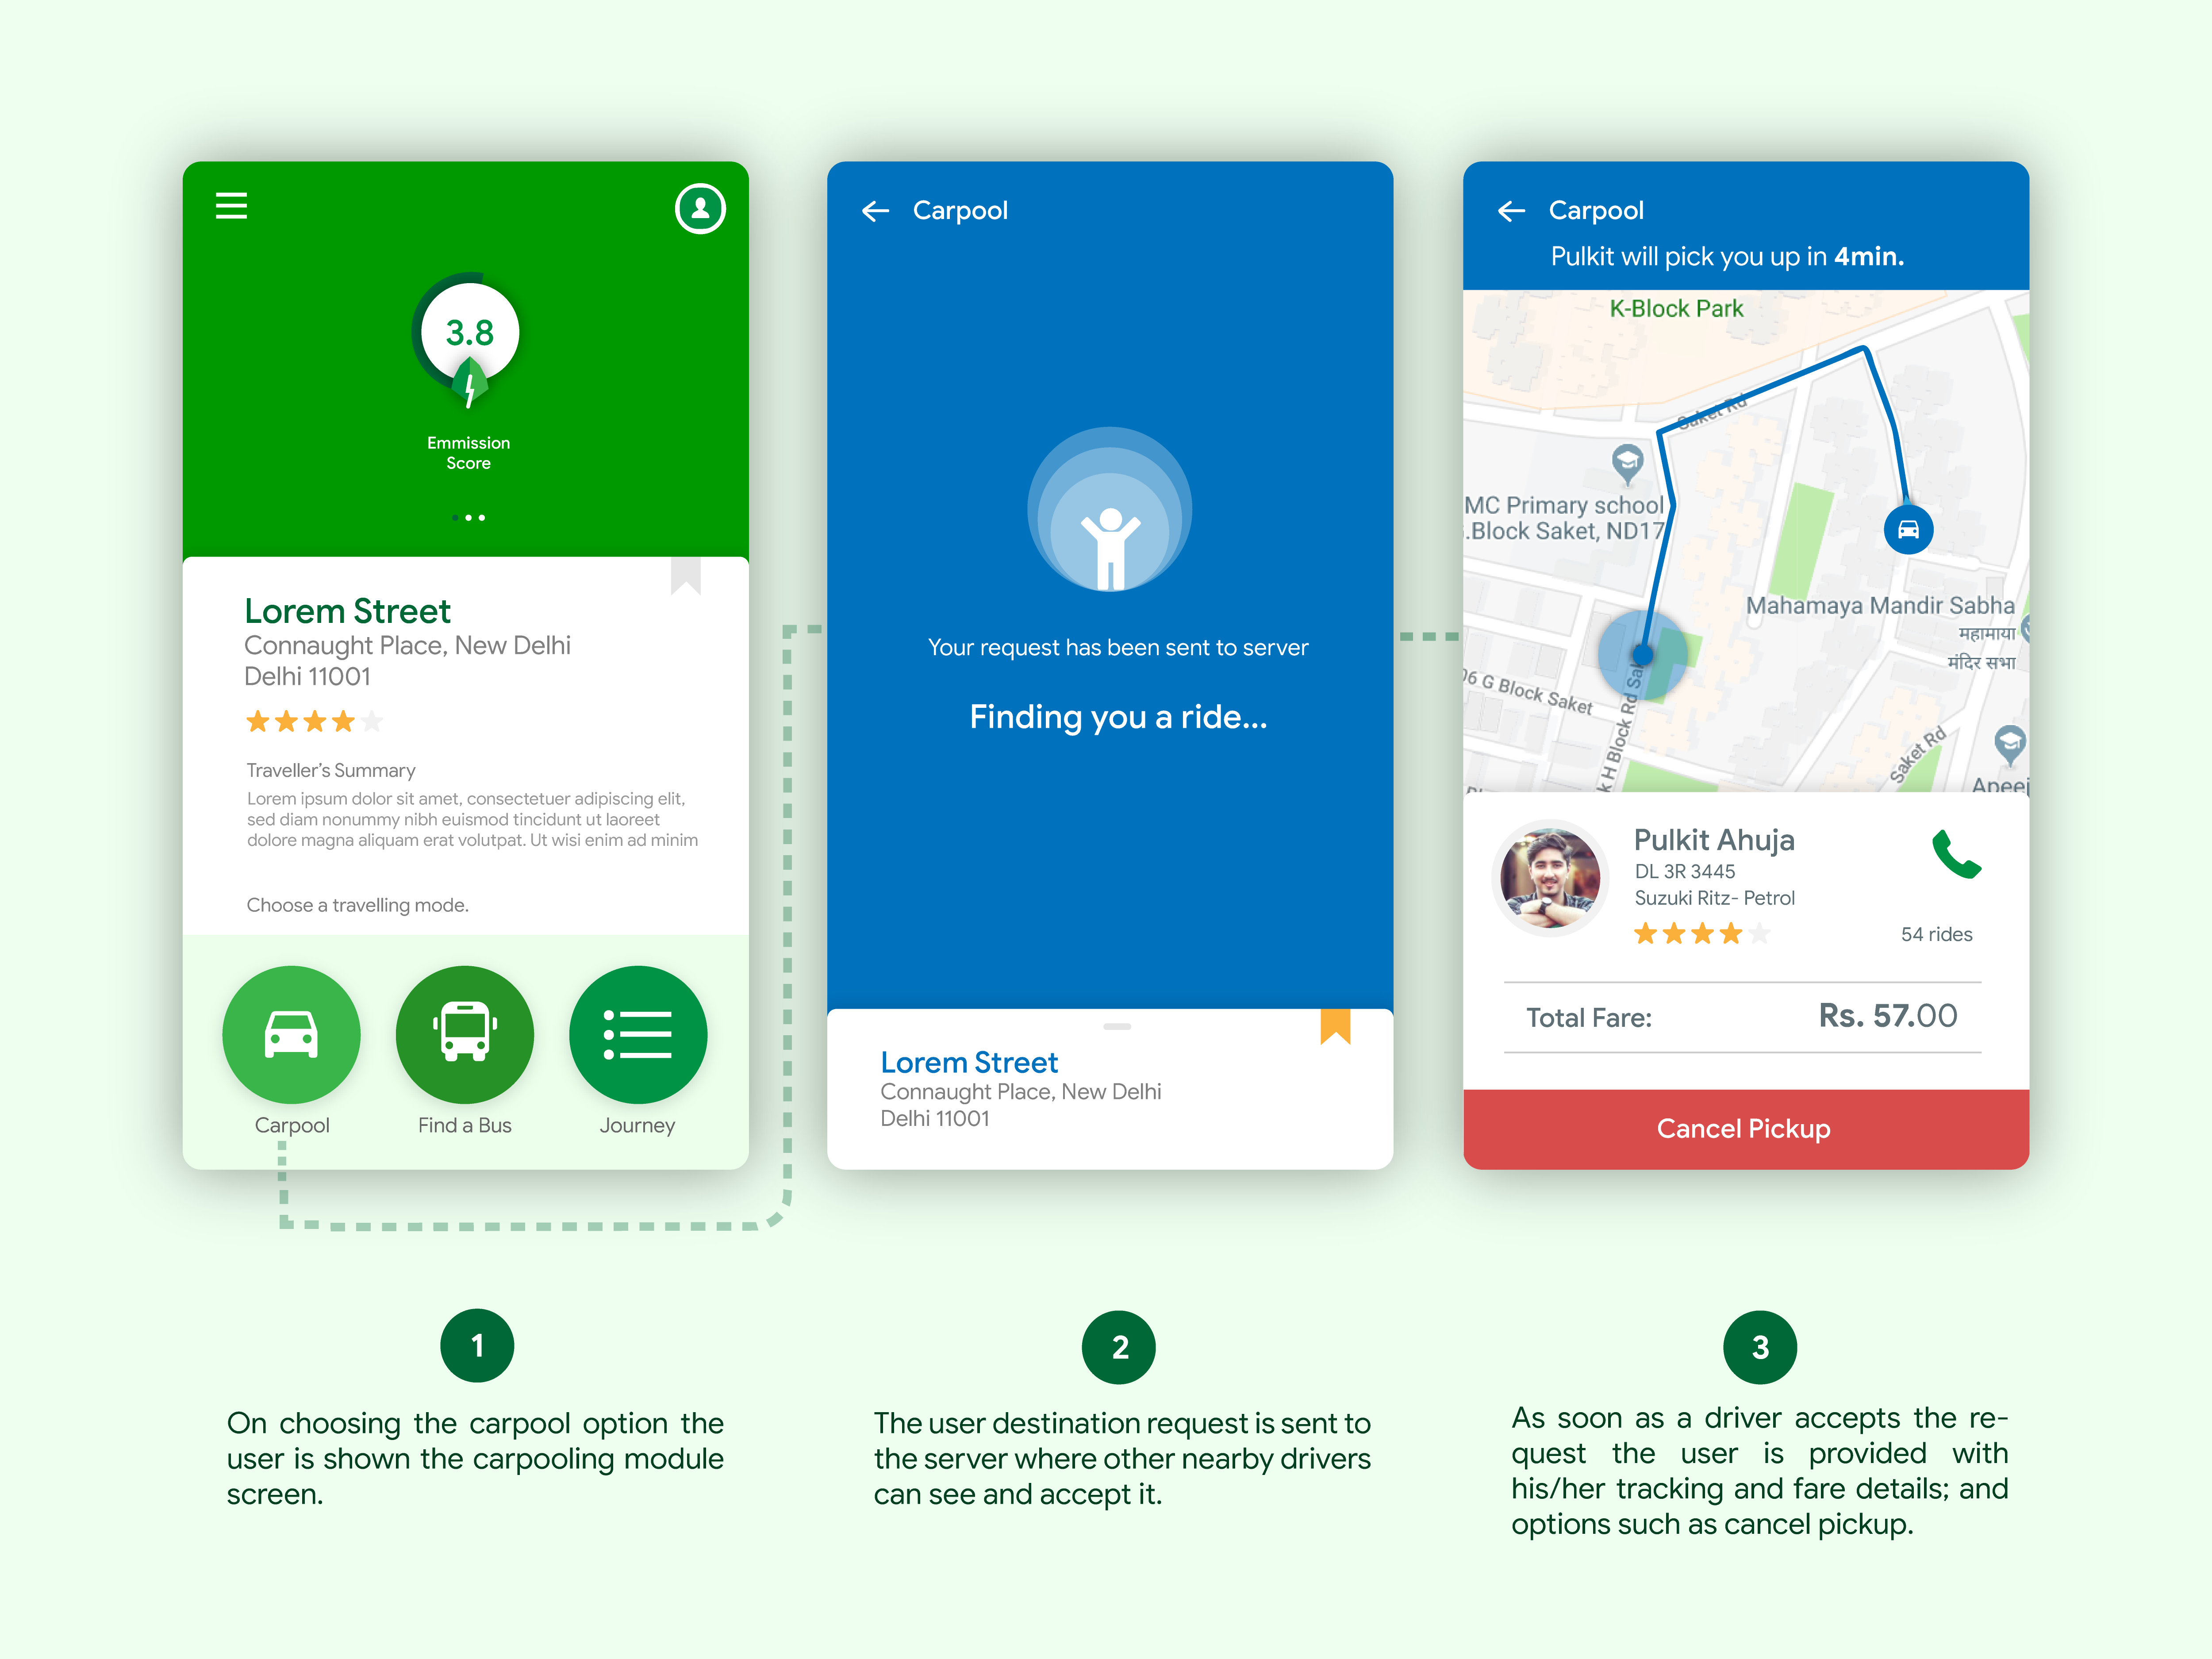 3.8
Emmission
Score
Lorem Street
Connaught Place, New Delhi
Delhi 11001
Traveller's Summary
Lorem ipsum dolor sit amet, consectetuer adipiscing elit,
sed diam nonummy nibh euismod tincidunt ut laoreet
dolore magna aliquam erat volutpat. Ut wisi enim ad minim
Choose a travelling mode.
Carpool
Find a Bus
Journey
Carpool
Your request has been sent to server
Finding you a ride...
Lorem Street
Connaught Place, New Delhi
Delhi 11001
Carpool
Pulkit will pick you up in 4min.
K-Block Park
Saket Rd
MC Primary school
.Block Saket, ND17
Mahamaya Mandir Sabha
महामाया
मंदिर सभा
G Block Saket
H Block Rd
Saket Rd
Apeej
Pulkit Ahuja
DL 3R 3445
Suzuki Ritz- Petrol
54 rides
Total Fare: Rs. 57.00
Cancel Pickup
1
On choosing the carpool option the
user is shown the carpooling module
screen.
2
The user destination request is sent to
the server where other nearby drivers
can see and accept it.
3
As soon as a driver accepts the re-
quest the user is provided with
his/her tracking and fare details; and
options such as cancel pickup.